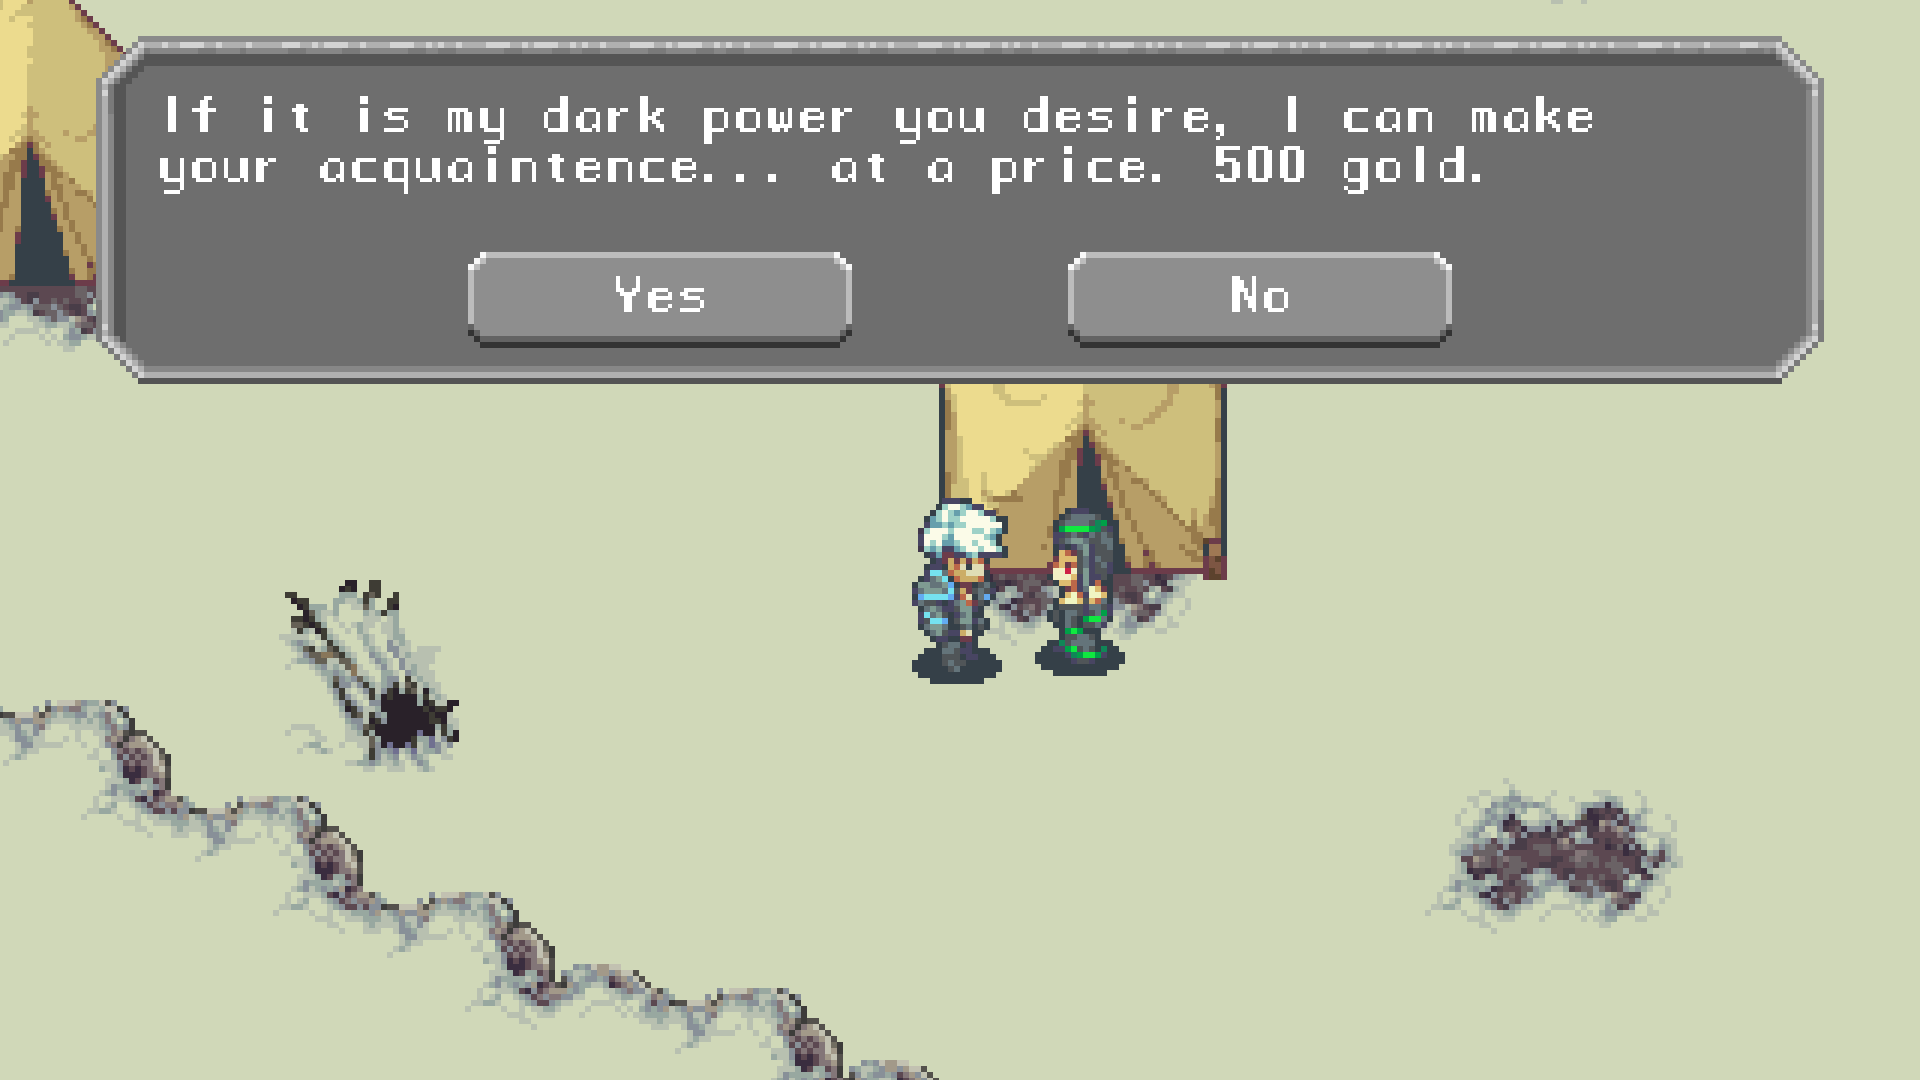 If it is my dark power you desire, I can make
your acquaintence... at a price. 500 gold.
Yes
No